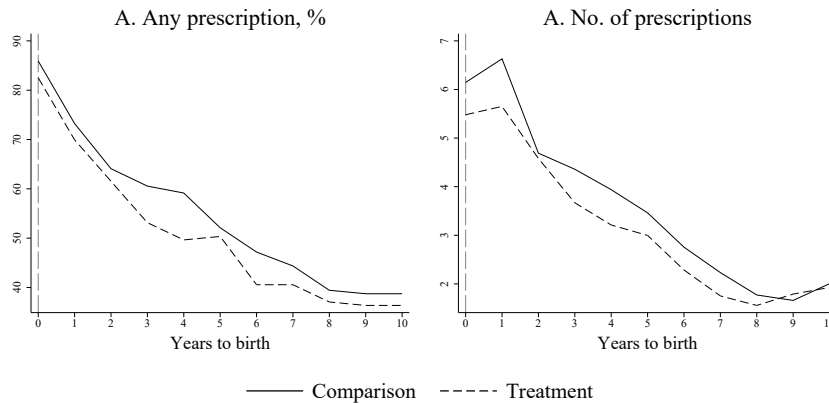 A. Any prescription, %
90
80
70
60
50
40
0 1 2 3 4 5 6 7 8 9 10
Years to birth
A. No. of prescriptions
7
6
5
4
3
2
0 1 2 3 4 5 6 7 8 9 1
Years to birth
Comparison Treatment